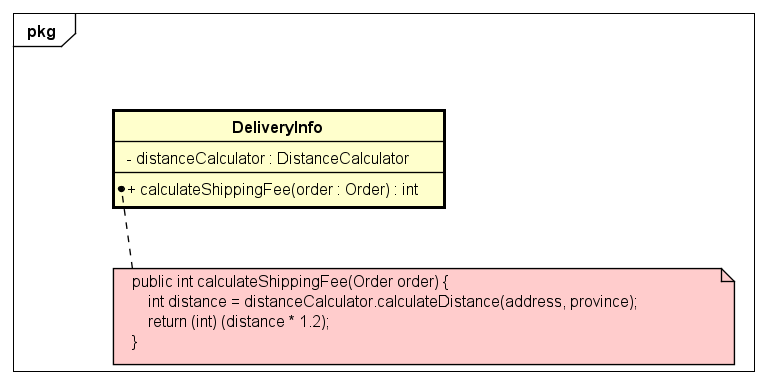 pkg
DeliveryInfo
- distanceCalculator : DistanceCalculator
+ calculateShippingFee(order : Order) : int
public int calculateShippingFee(Order order) {
    int distance = distanceCalculator.calculateDistance(address, province);
    return (int) (distance * 1.2);
}